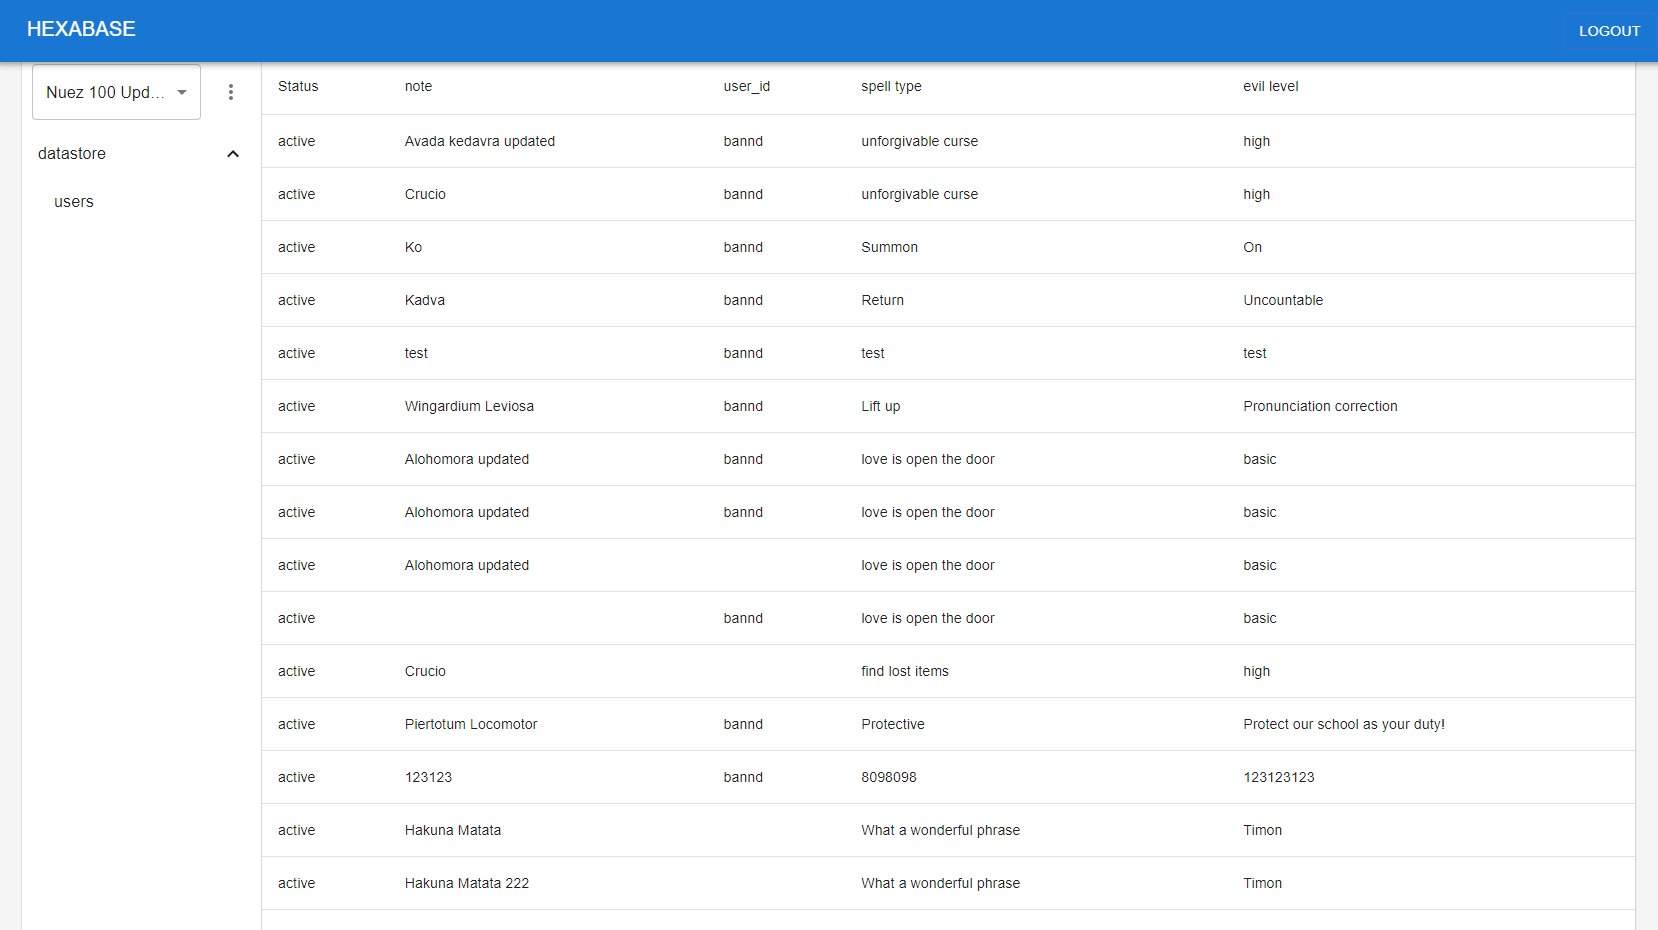 HEXABASE LOGOUT
Nuez 100 Upd...
datastore
users
Status note user_id spell type evil level
active Avada kedavra updated bannd unforgivable curse high
active Crucio bannd unforgivable curse high
active Ko bannd Summon On
active Kadva bannd Return Uncountable
active test bannd test test
active Wingardium Leviosa bannd Lift up Pronunciation correction
active Alohomora updated bannd love is open the door basic
active Alohomora updated bannd love is open the door basic
active Alohomora updated love is open the door basic
active bannd love is open the door basic
active Crucio find lost items high
active Piertotum Locomotor bannd Protective Protect our school as your duty!
active 123123 bannd 8098098 123123123
active Hakuna Matata What a wonderful phrase Timon
active Hakuna Matata 222 What a wonderful phrase Timon